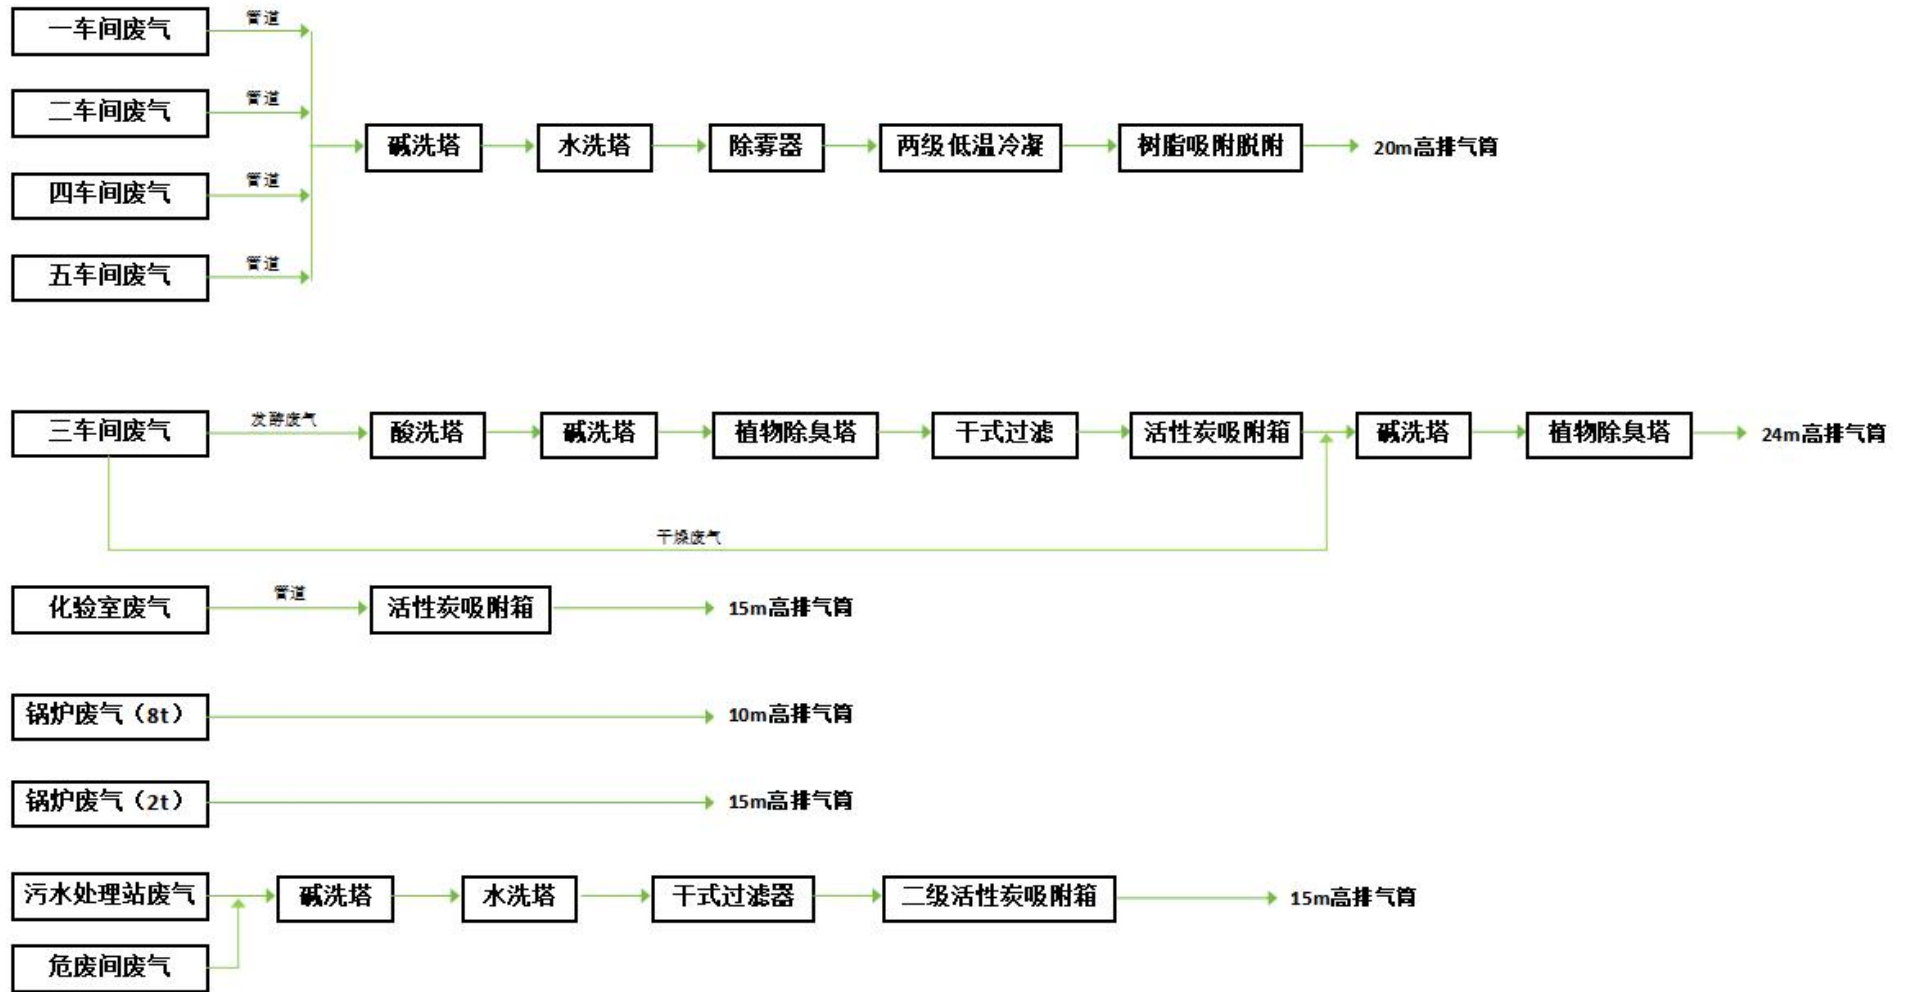 一车间废气
管道
二车间废气
管道
四车间废气
管道
五车间废气
管道
碱洗塔
水洗塔
除雾器
两级低温冷凝
树脂吸附脱附
20m高排气筒
三车间废气
发酵废气
酸洗塔
碱洗塔
植物除臭塔
干式过滤
活性炭吸附箱
碱洗塔
植物除臭塔
24m高排气筒
干燥废气
化验室废气
管道
活性炭吸附箱
15m高排气筒
锅炉废气（8t）
10m高排气筒
锅炉废气（2t）
15m高排气筒
污水处理站废气
碱洗塔
水洗塔
干式过滤器
二级活性炭吸附箱
15m高排气筒
危废间废气